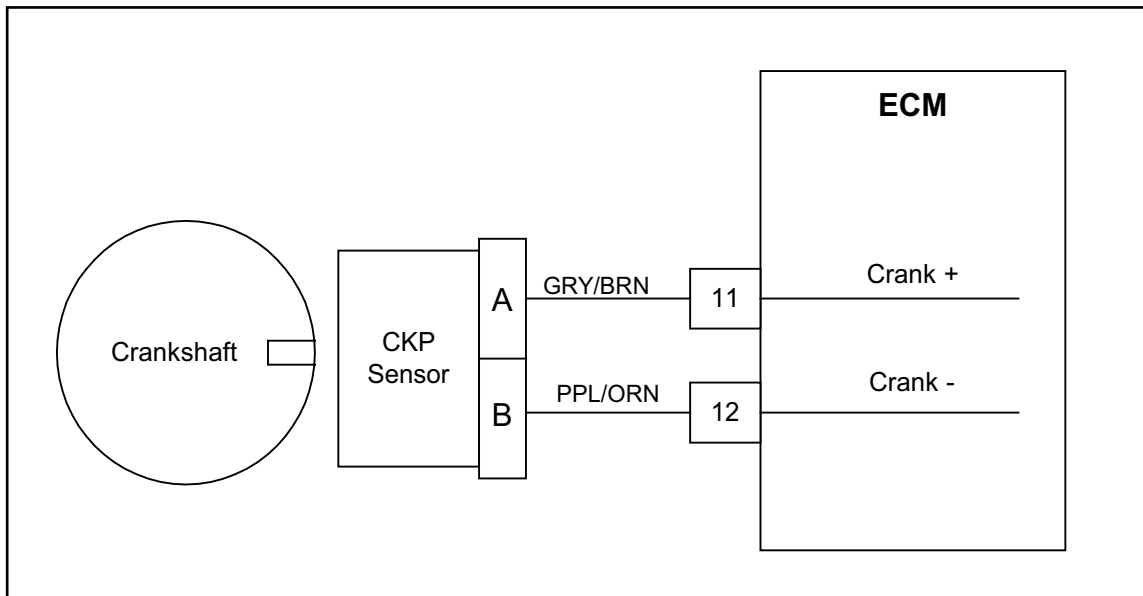 ECM
Crankshaft
CKP
Sensor
A
B
GRY/BRN
PPL/ORN
11
12
Crank +
Crank -